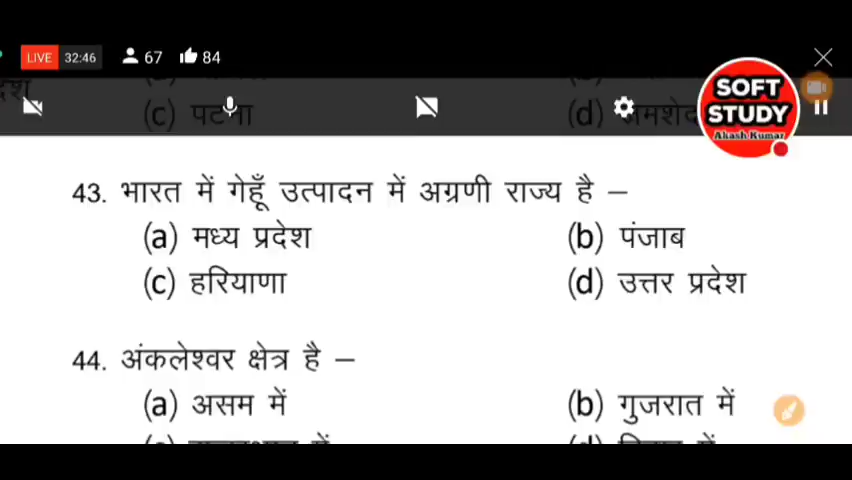 LIVE 32:46 67 84
SOFT
STUDY
Akash Kumar
(c) पटना (d)
43. भारत में गेहूँ उत्पादन में अग्रणी राज्य है –
(a) मध्य प्रदेश (b) पंजाब
(c) हरियाणा (d) उत्तर प्रदेश
44. अंकलेश्वर क्षेत्र है –
(a) असम में (b) गुजरात में